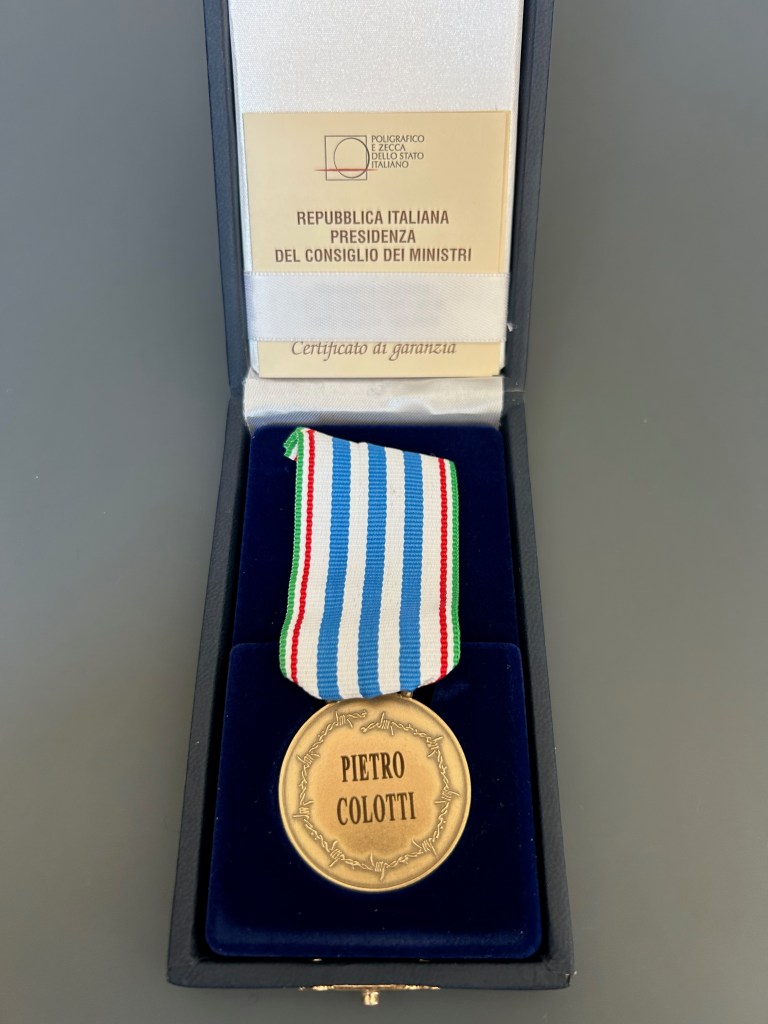 POLIGRAFICO
E ZECCA
DELLO STATO
ITALIANO
REPUBBLICA ITALIANA
PRESIDENZA
DEL CONSIGLIO DEI MINISTRI
Certificato di garanzia
PIETRO
COLOTTI